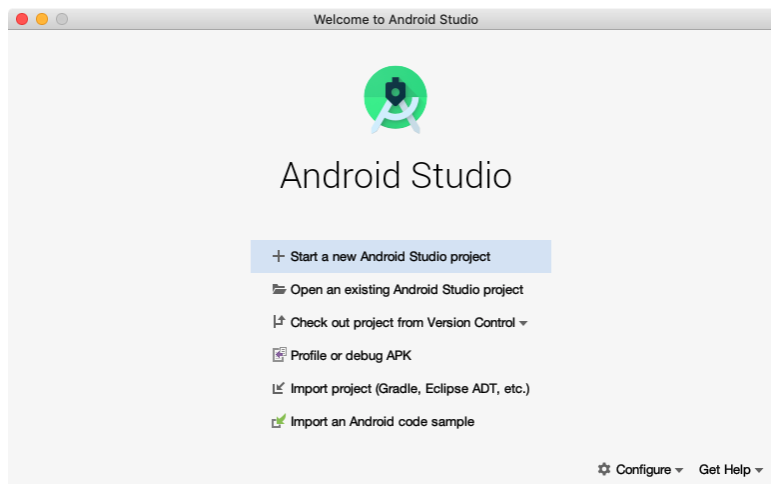 Welcome to Android Studio
Android Studio
Start a new Android Studio project
Open an existing Android Studio project
Check out project from Version Control
Profile or debug APK
Import project (Gradle, Eclipse ADT, etc.)
Import an Android code sample
Configure Get Help